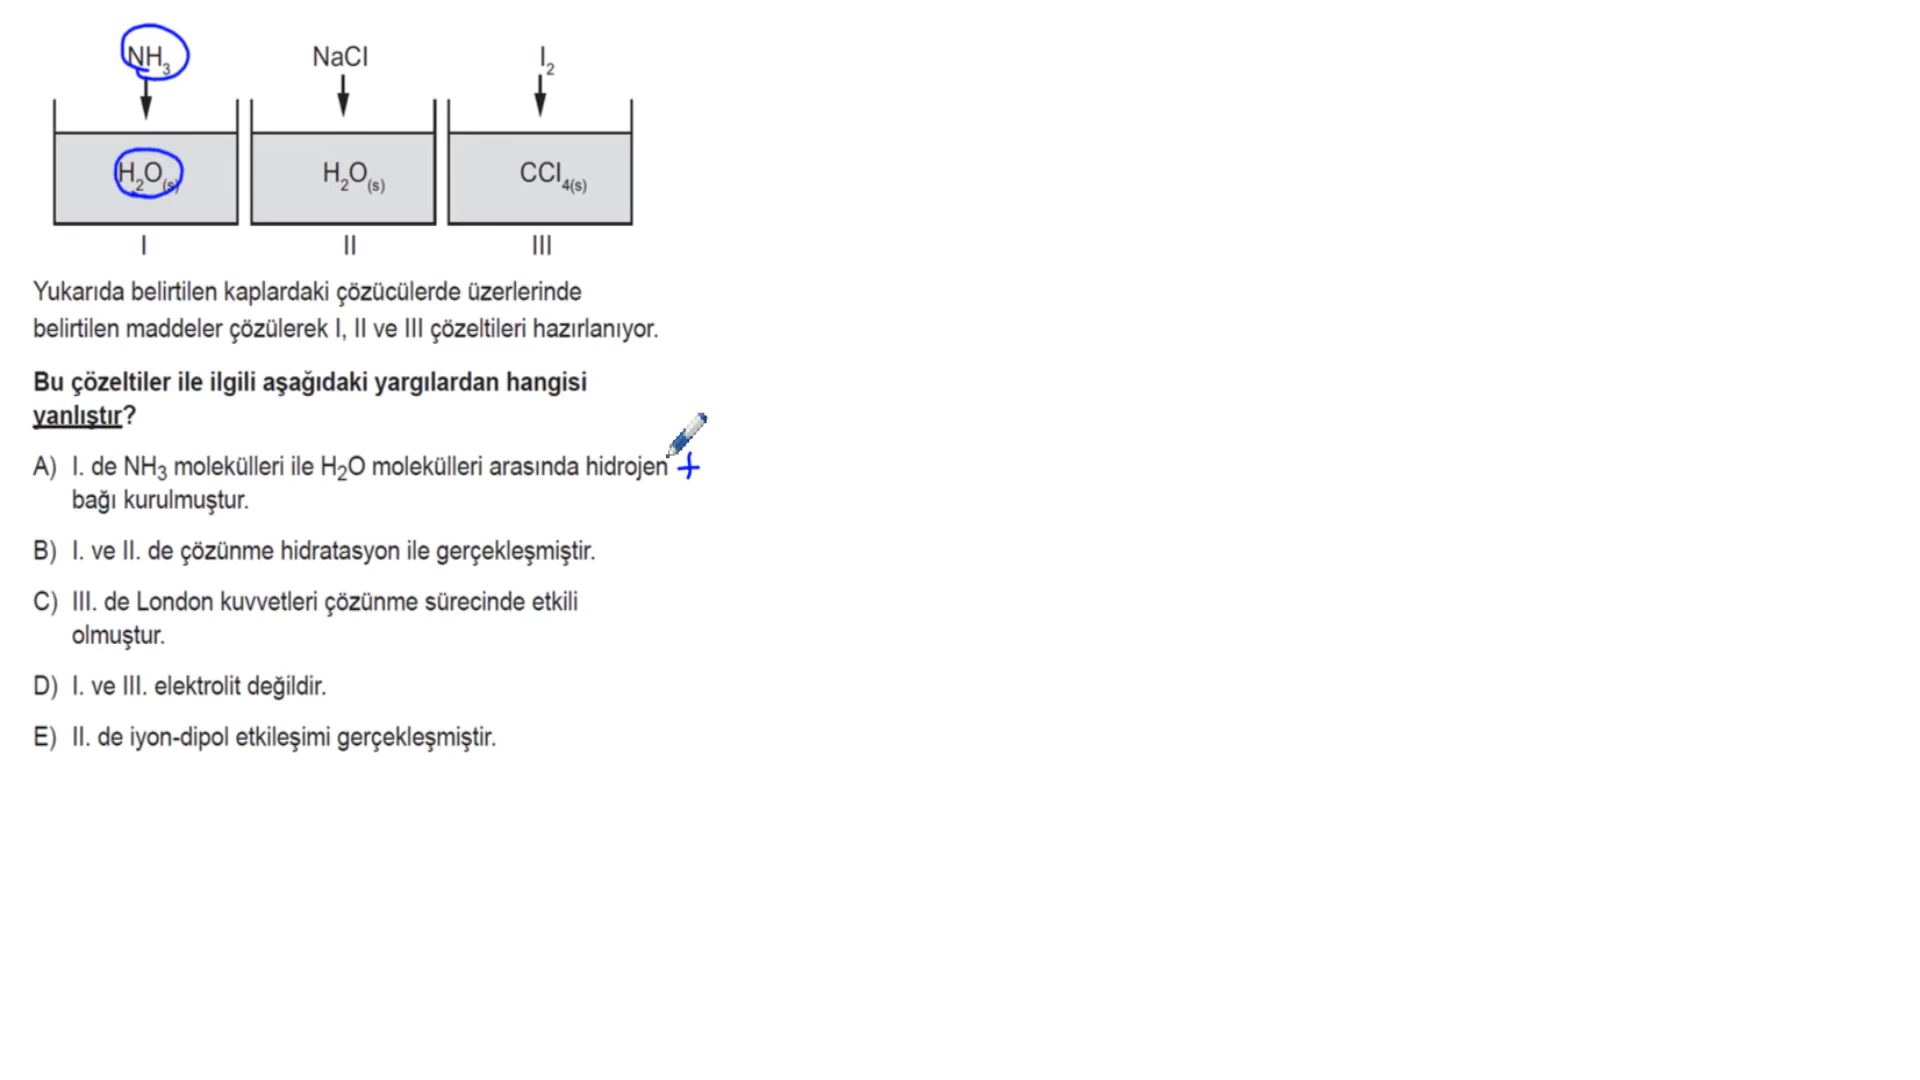 NH3 NaCl I2
H2O(s) H2O(s) CCl4(s)
I II III
Yukarıda belirtilen kaplardaki çözücülerde üzerlerinde
belirtilen maddeler çözülerek I, II ve III çözeltileri hazırlanıyor.
Bu çözeltiler ile ilgili aşağıdaki yargılardan hangisi
yanlıştır?
A) I. de NH3 molekülleri ile H2O molekülleri arasında hidrojen +
bağı kurulmuştur.
B) I. ve II. de çözünme hidratasyon ile gerçekleşmiştir.
C) III. de London kuvvetleri çözünme sürecinde etkili
olmuştur.
D) I. ve III. elektrolit değildir.
E) II. de iyon-dipol etkileşimi gerçekleşmiştir.